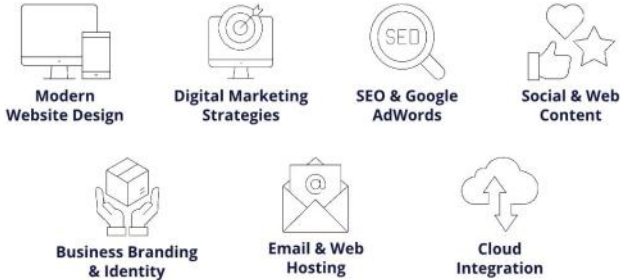 SEO
Modern
Website Design
Digital Marketing
Strategies
SEO & Google
AdWords
Social & Web
Content
@
Business Branding
& Identity
Email & Web
Hosting
Cloud
Integration